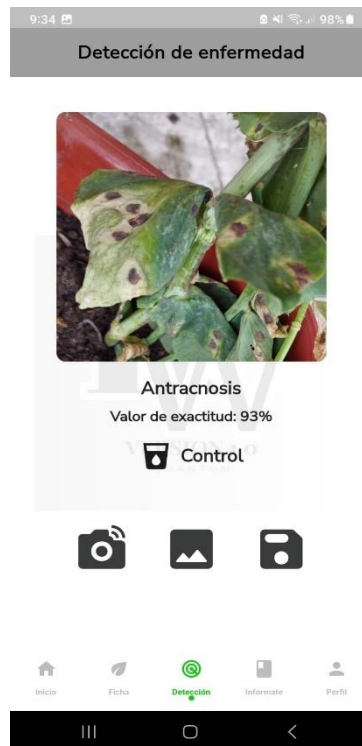 9:34
98%
Detección de enfermedad
Antracnosis
Valor de exactitud: 93%
Control
Inicio
Ficha
Detección
Informate
Perfil